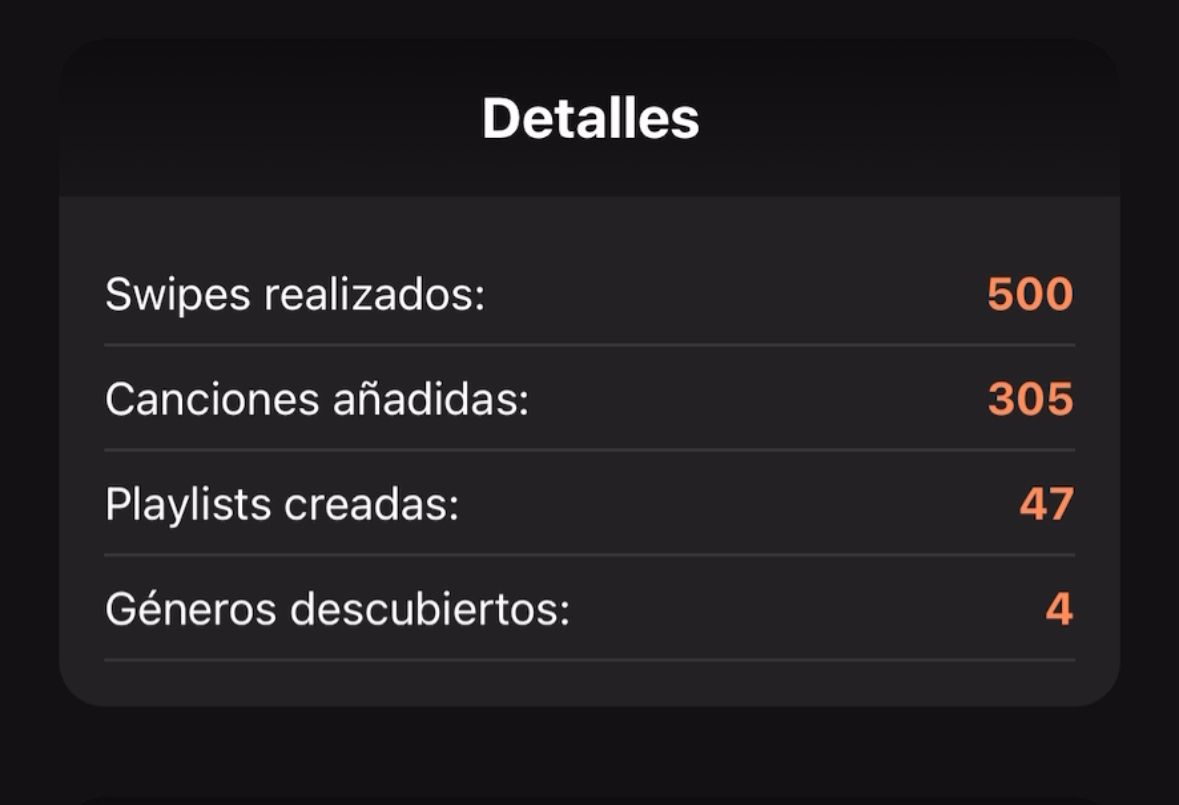 Detalles
Swipes realizados: 500
Canciones añadidas: 305
Playlists creadas: 47
Géneros descubiertos: 4